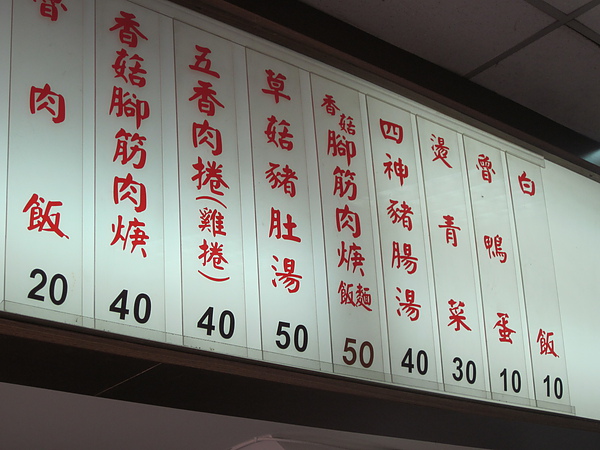 魯肉飯
20
香菇腳筋肉焿
40
五香肉捲(雞捲)
40
草菇豬肚湯
50
香菇腳筋肉焿飯麵
50
四神豬腸湯
40
燙青菜
30
魯鴨蛋
10
白飯
10